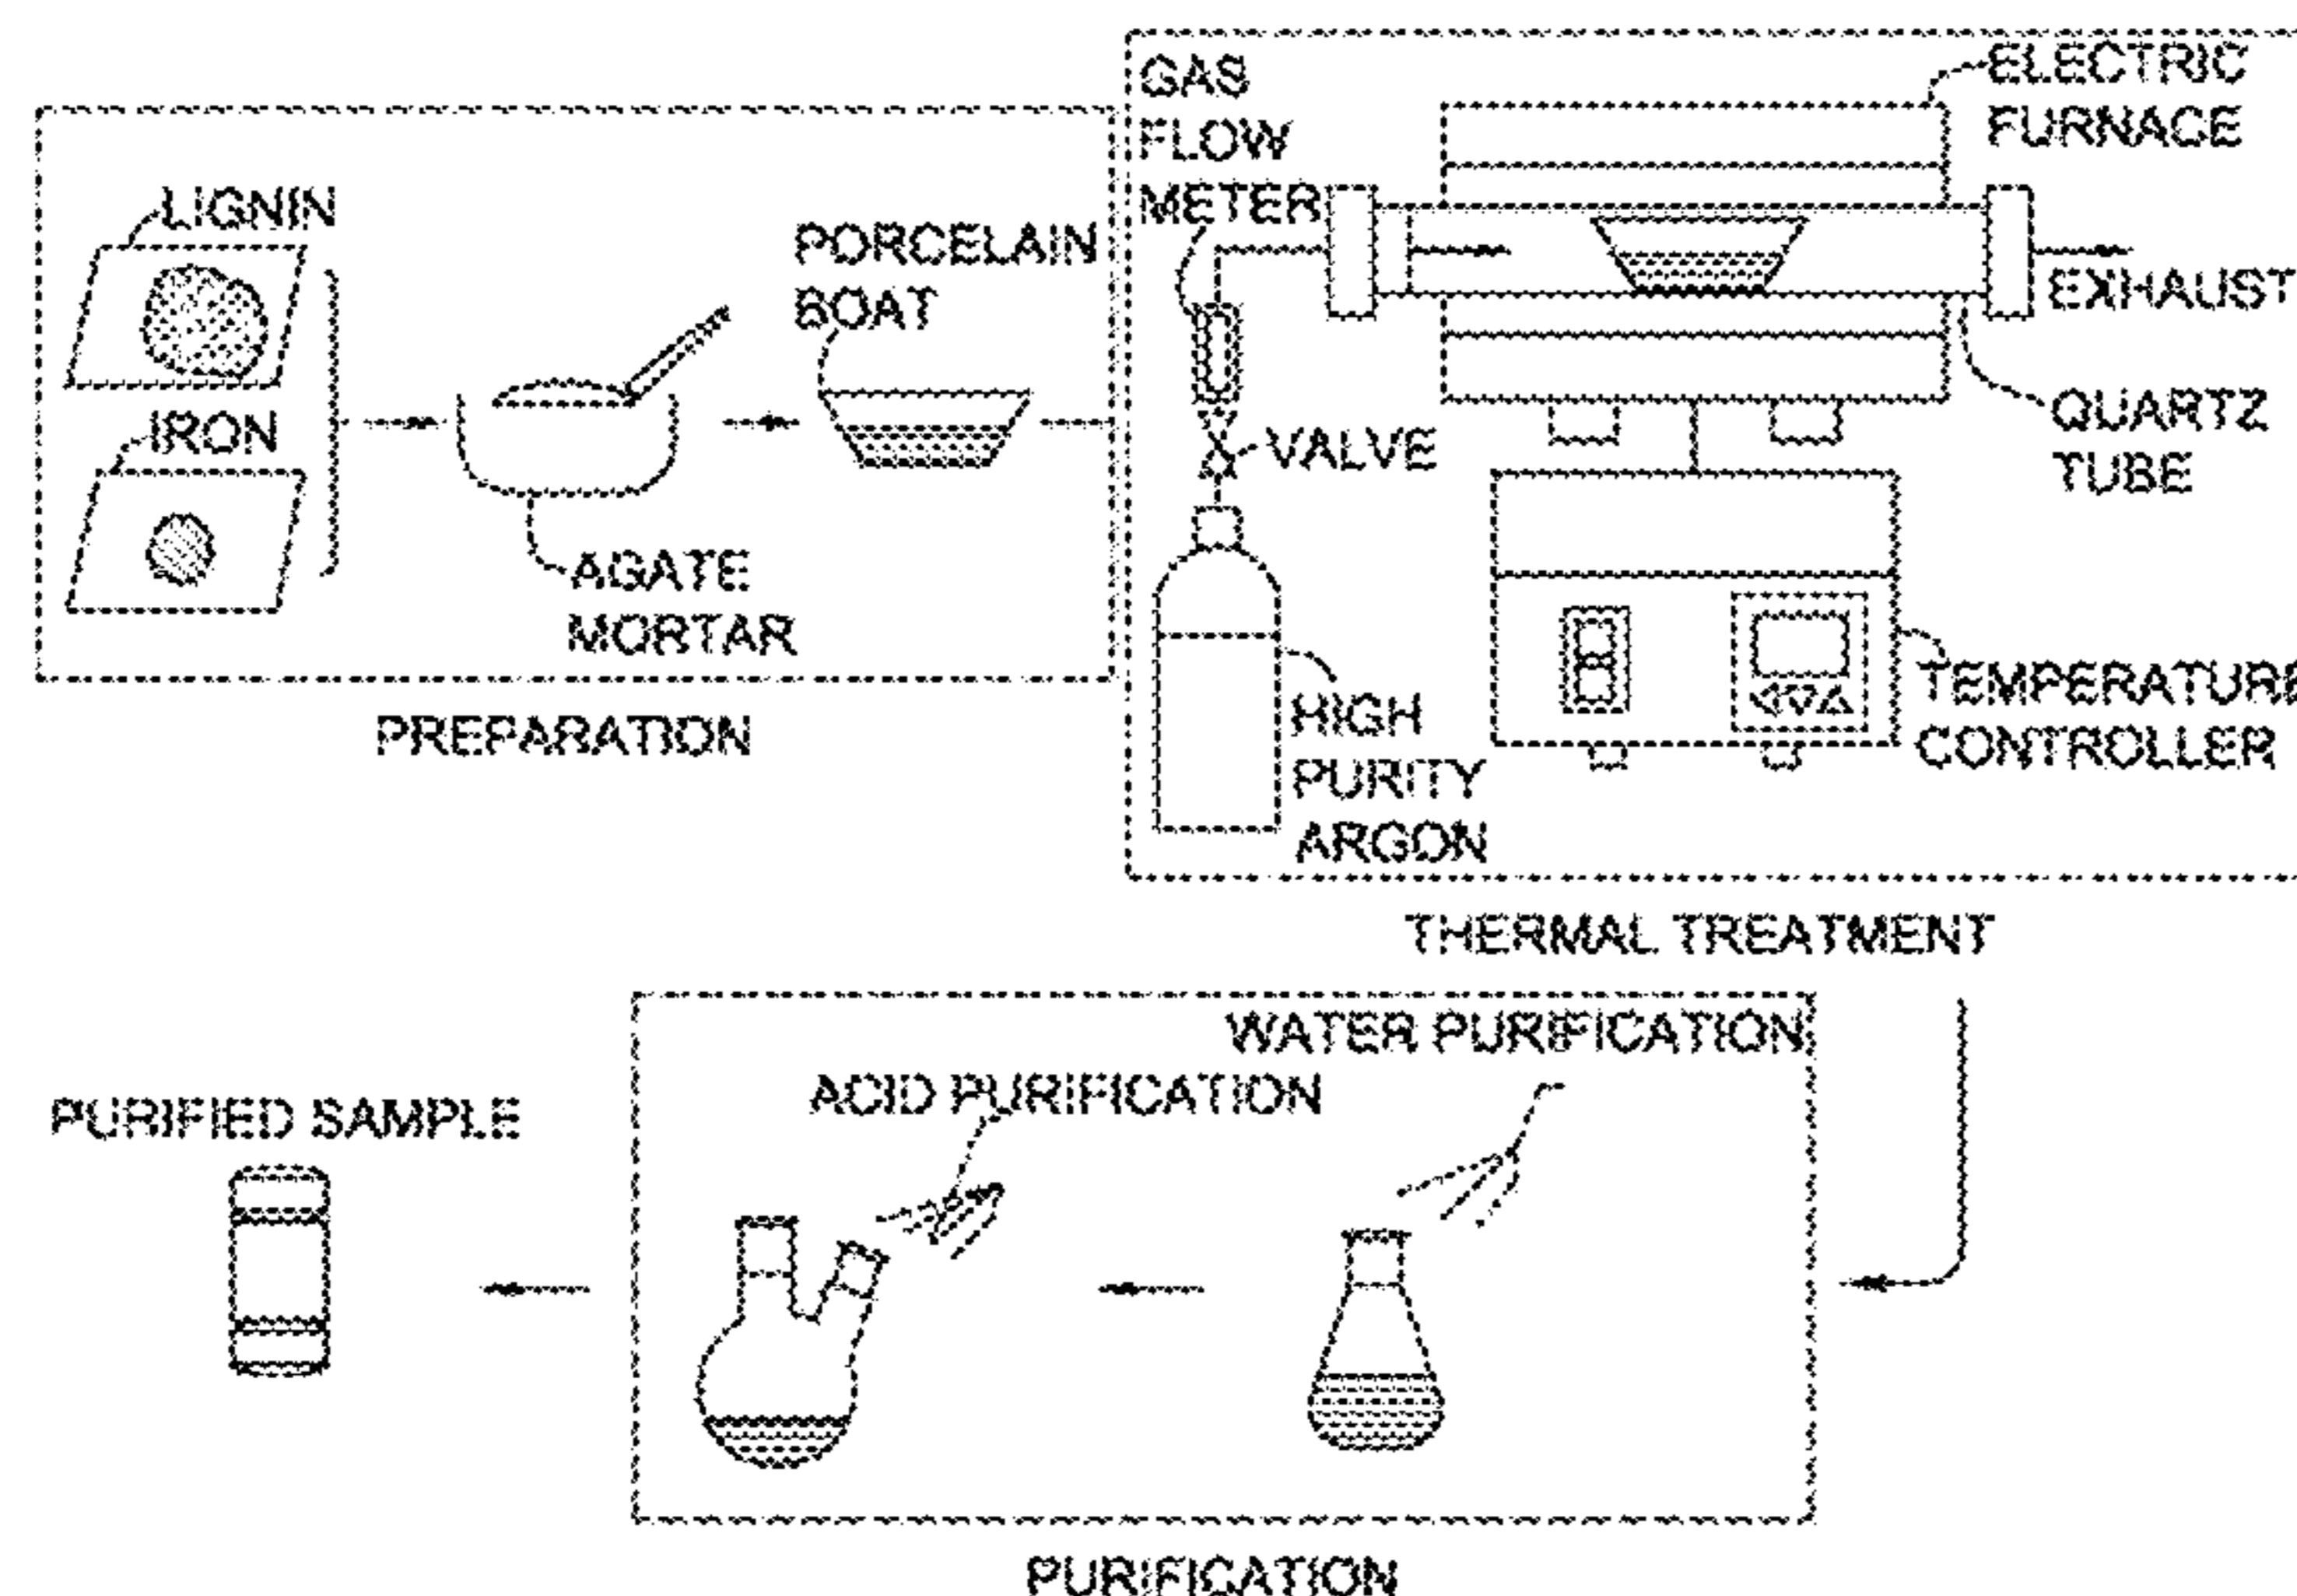 LIGNIN
IRON
AGATE
MORTAR
PORCELAIN
BOAT
PREPARATION
GAS
FLOW
METER
ELECTRIC
FURNACE
EXHAUST
QUARTZ
TUBE
VALVE
HIGH
PURITY
ARGON
TEMPERATURE
CONTROLLER
THERMAL TREATMENT
WATER PURIFICATION
ACID PURIFICATION
PURIFIED SAMPLE
PURIFICATION